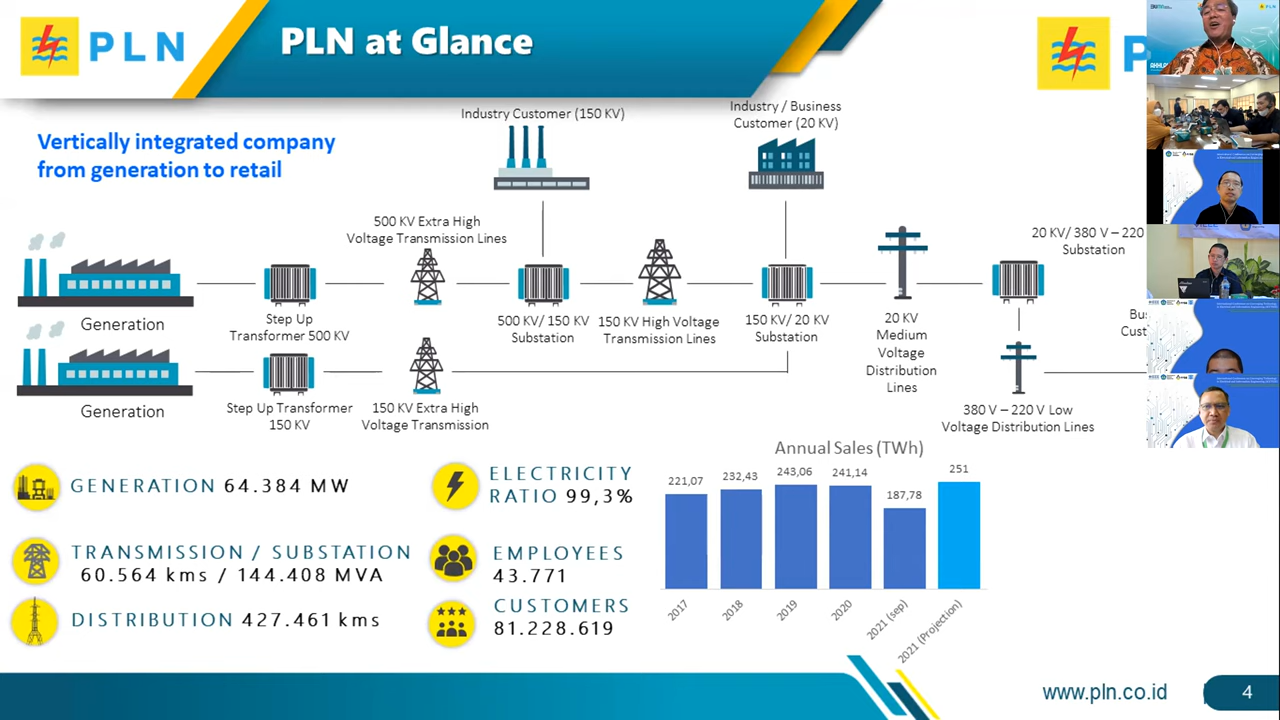 PLN
PLN at Glance
Vertically integrated company
from generation to retail
Industry Customer (150 KV)
Industry / Business
Customer (20 KV)
500 KV Extra High
Voltage Transmission Lines
20 KV/ 380 V – 220
Substation
Generation
Step Up
Transformer 500 KV
500 KV/ 150 KV
Substation
150 KV High Voltage
Transmission Lines
150 KV/ 20 KV
Substation
20 KV
Medium
Voltage
Distribution
Lines
Generation
Step Up Transformer
150 KV
150 KV Extra High
Voltage Transmission
380 V – 220 V Low
Voltage Distribution Lines
GENERATION 64.384 MW
TRANSMISSION / SUBSTATION
60.564 kms / 144.408 MVA
DISTRIBUTION 427.461 kms
ELECTRICITY
RATIO 99,3%
EMPLOYEES
43.771
CUSTOMERS
81.228.619
Annual Sales (TWh)
221,07
232,43
243,06
241,14
187,78
251
2017
2018
2019
2020
2021 (sep)
2021 (Projection)
www.pln.co.id
4